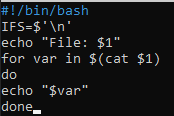 #!/bin/bash
IFS=$'\n'
echo "File: $1"
for var in $(cat $1)
do
echo "$var"
done